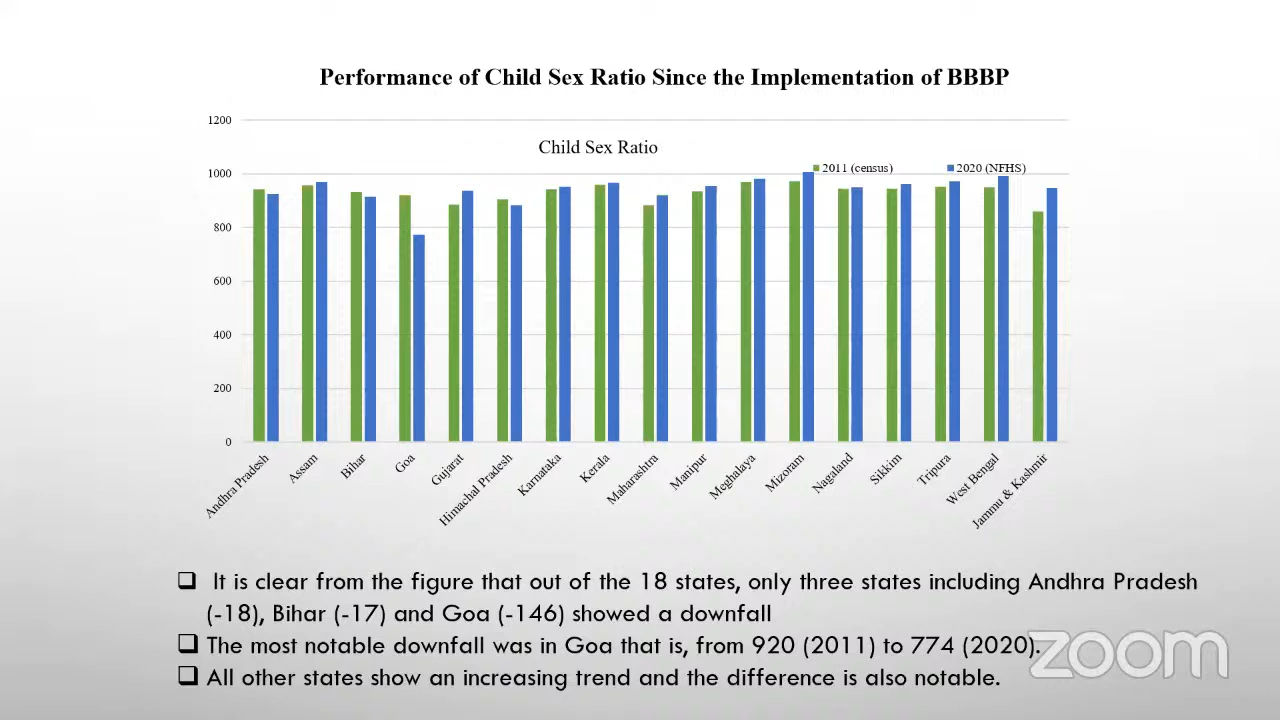 Performance of Child Sex Ratio Since the Implementation of BBBP
1200
Child Sex Ratio
2011 (census)
2020 (NFHS)
1000
800
600
400
200
0
Andhra Pradesh
Assam
Bihar
Goa
Gujarat
Himachal Pradesh
Karnataka
Kerala
Maharashtra
Manipur
Meghalaya
Mizoram
Nagaland
Sikkim
Tripura
West Bengal
Jammu & Kashmir
It is clear from the figure that out of the 18 states, only three states including Andhra Pradesh
(-18), Bihar (-17) and Goa (-146) showed a downfall
The most notable downfall was in Goa that is, from 920 (2011) to 774 (2020).
All other states show an increasing trend and the difference is also notable.
zoom